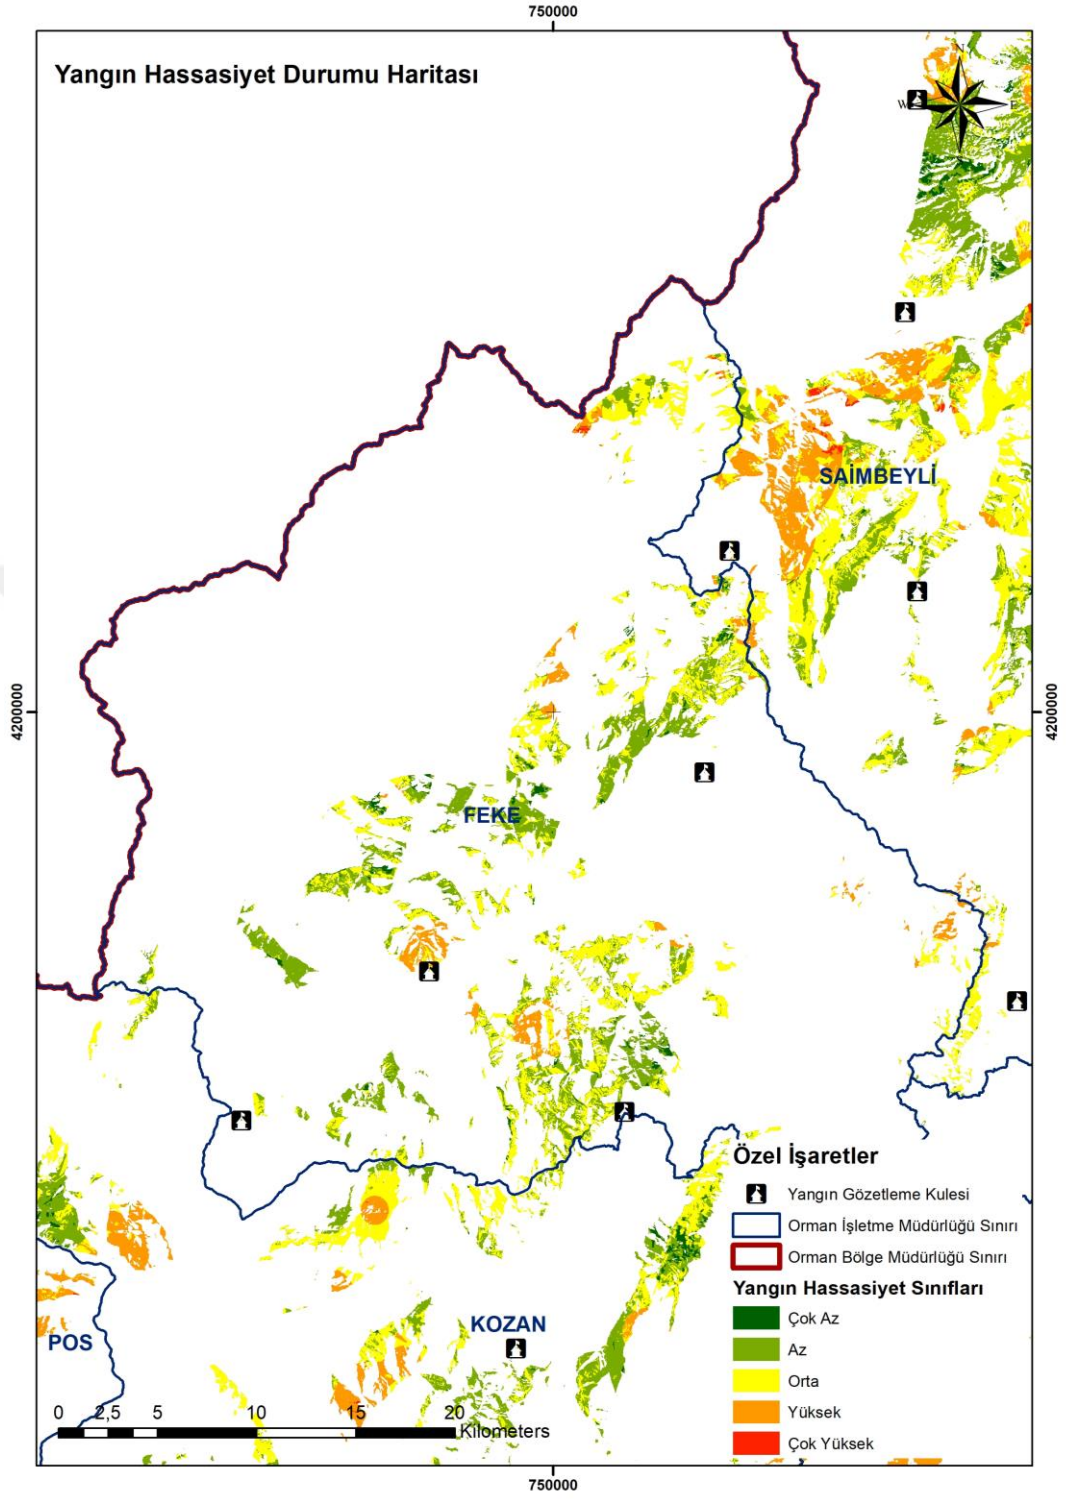 750000
Yangın Hassasiyet Durumu Haritası
N
W
E
S
SAİMBEYLİ
4200000
4200000
FEKE
KOZAN
POS
Özel İşaretler
Yangın Gözetleme Kulesi
Orman İşletme Müdürlüğü Sınırı
Orman Bölge Müdürlüğü Sınırı
Yangın Hassasiyet Sınıfları
Çok Az
Az
Orta
Yüksek
Çok Yüksek
0 2,5 5 10 15 20
Kilometers
750000